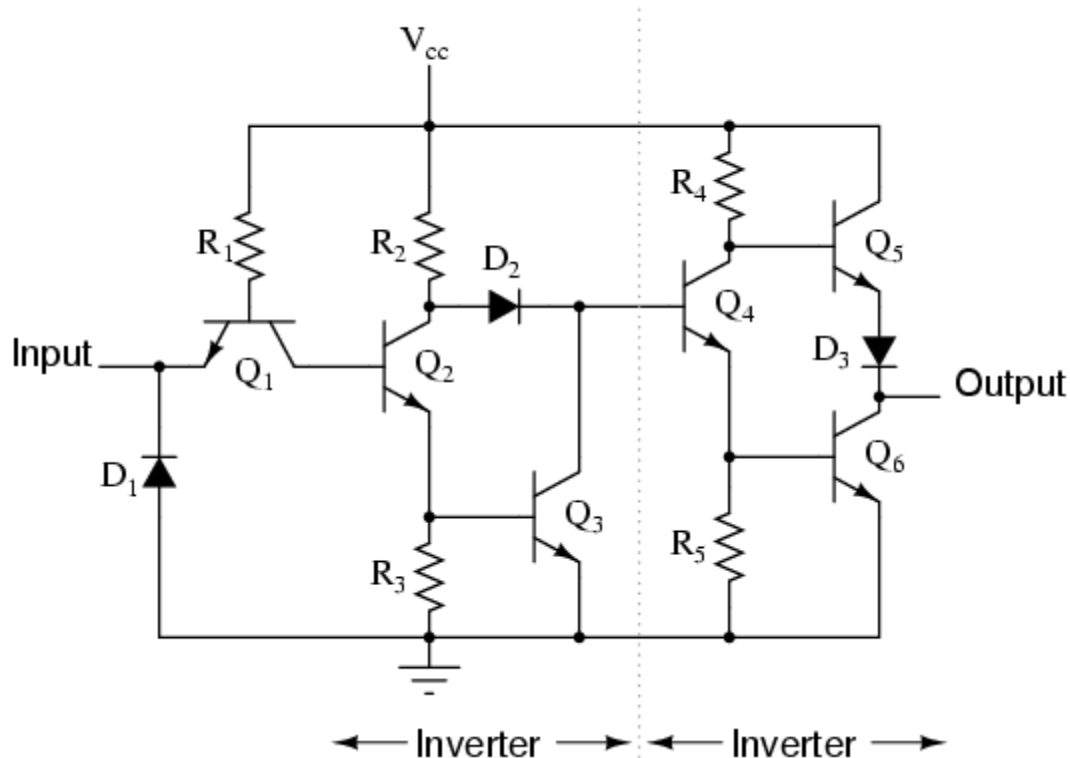 Vcc
R4
R1
R2
D2
Q5
Q4
Input
Q1
Q2
D3
Output
D1
Q6
Q3
R5
R3
Inverter
Inverter